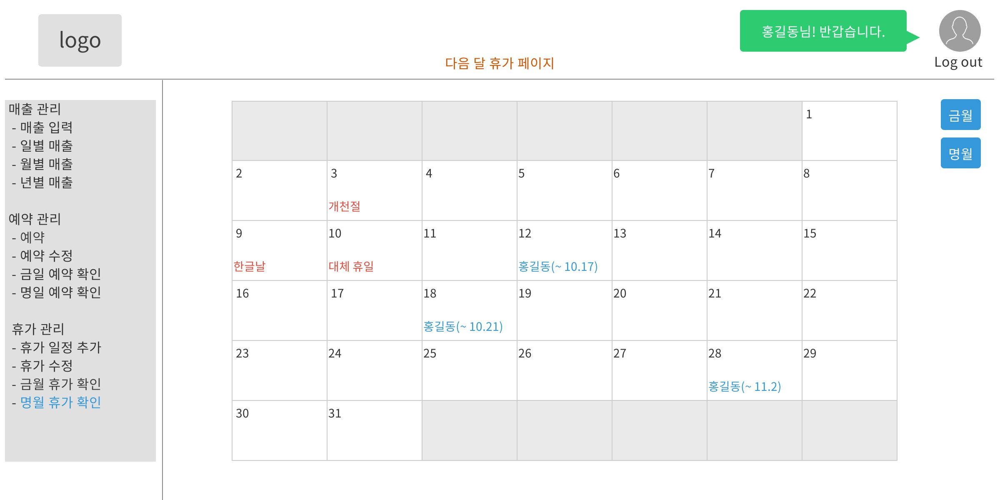 logo
홍길동님! 반갑습니다.
Log out
다음 달 휴가 페이지
매출 관리
- 매출 입력
- 일별 매출
- 월별 매출
- 년별 매출
예약 관리
- 예약
- 예약 수정
- 금일 예약 확인
- 명일 예약 확인
휴가 관리
- 휴가 일정 추가
- 휴가 수정
- 금월 휴가 확인
- 명월 휴가 확인
1
2 3 4 5 6 7 8
개천절
9 10 11 12 13 14 15
한글날 대체 휴일 홍길동(~ 10.17)
16 17 18 19 20 21 22
홍길동(~ 10.21)
23 24 25 26 27 28 29
홍길동(~ 11.2)
30 31
금월
명월